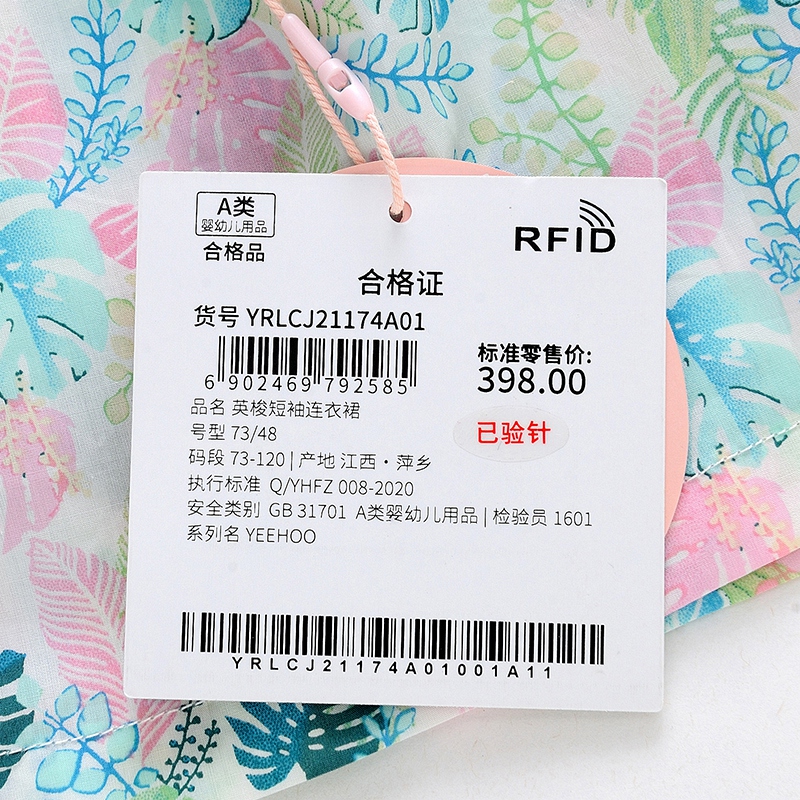 A类
婴幼儿用品
合格品
RFID
合格证
货号 YRLCJ21174A01
6 902469 792585
标准零售价:
398.00
已验针
品名 英梭短袖连衣裙
号型 73/48
码段 73-120 | 产地 江西·萍乡
执行标准 Q/YHFZ 008-2020
安全类别 GB 31701 A类婴幼儿用品 | 检验员 1601
系列名 YEEHOO
YRLCJ21174A01001A11